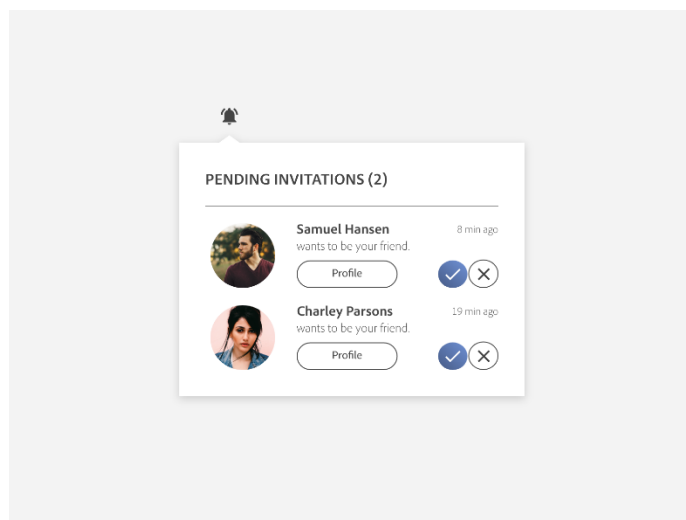 PENDING INVITATIONS (2)
Samuel Hansen
8 min ago
wants to be your friend.
Profile
Charley Parsons
19 min ago
wants to be your friend.
Profile